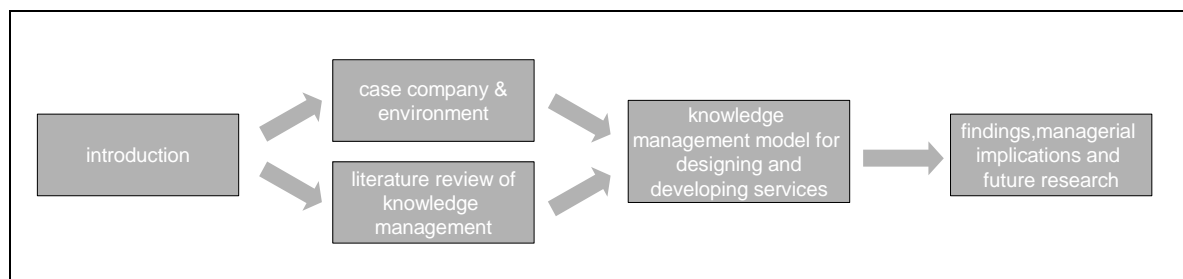 introduction
case company &
environment
literature review of
knowledge
management
knowledge
management model for
designing and
developing services
findings,managerial
implications and
future research